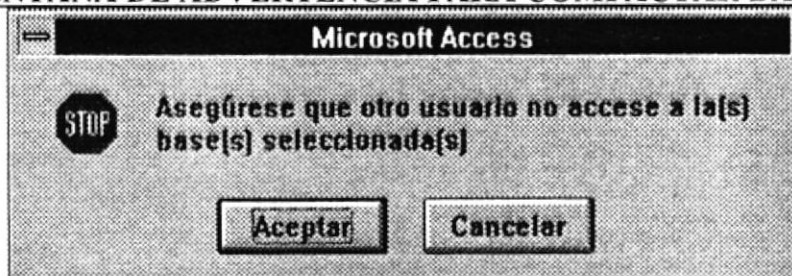 Microsoft Access
STOP
Asegúrese que otro usuario no accese a la(s)
base(s) seleccionada(s)
Aceptar
Cancelar